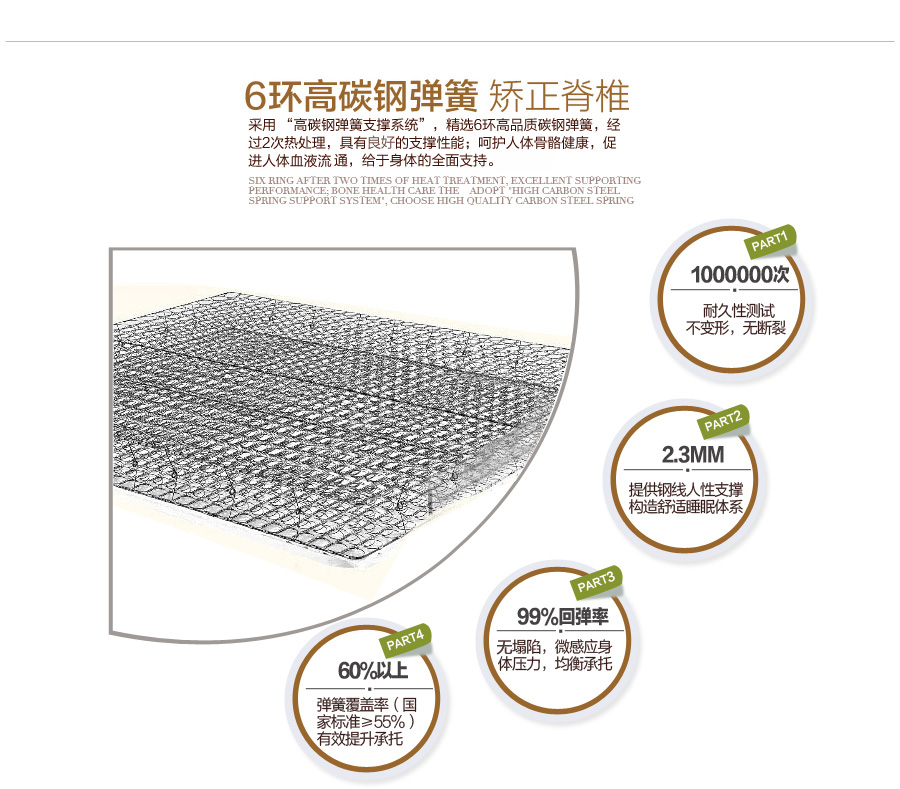 6环高碳钢弹簧 矫正脊椎
采用 “高碳钢弹簧支撑系统”，精选6环高品质碳钢弹簧，经
过2次热处理，具有良好的支撑性能；呵护人体骨骼健康，促
进人体血液流 通，给于身体的全面支持。
SIX RING AFTER TWO TIMES OF HEAT TREATMENT, EXCELLENT SUPPORTING
PERFORMANCE; BONE HEALTH CARE THE ADOPT "HIGH CARBON STEEL
SPRING SUPPORT SYSTEM", CHOOSE HIGH QUALITY CARBON STEEL SPRING
PART1
1000000次
耐久性测试
不变形，无断裂
PART2
2.3MM
提供钢线人性支撑
构造舒适睡眠体系
PART3
99%回弹率
无塌陷，微感应身
体压力，均衡承托
PART4
60%以上
弹簧覆盖率（国
家标准≥55%）
有效提升承托